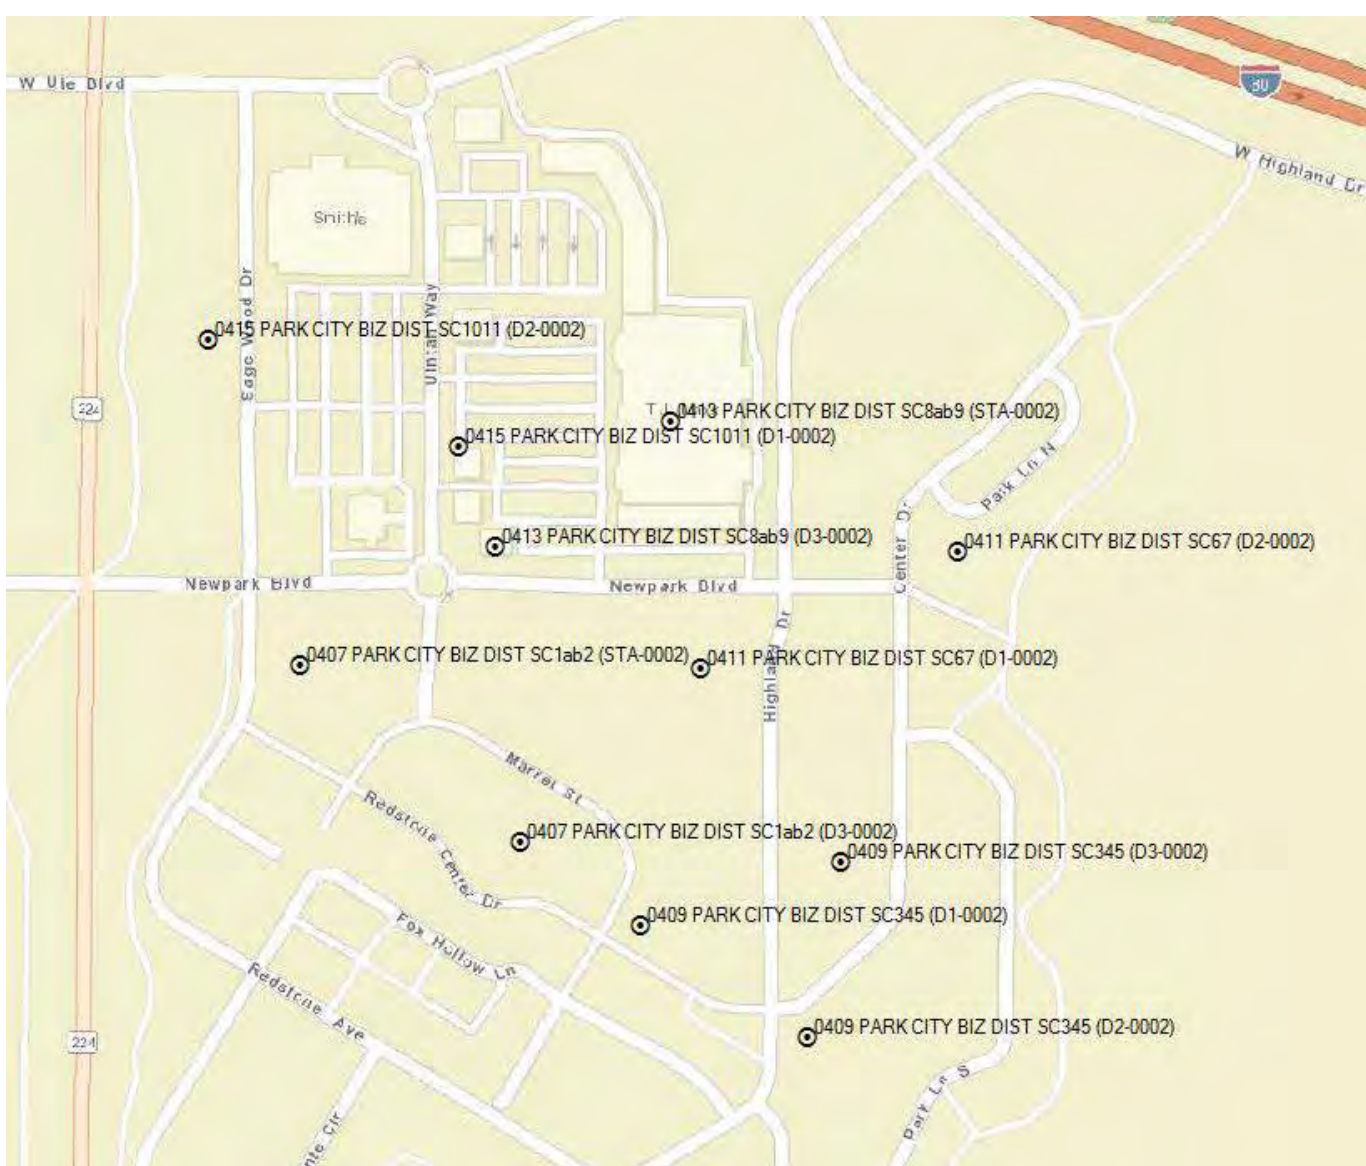 80
W Ute Blvd
W Highland Dr
Smiths
0415 PARK CITY BIZ DIST SC1011 (D2-0002)
Uintah Way
224
0413 PARK CITY BIZ DIST SC8ab9 (STA-0002)
0415 PARK CITY BIZ DIST SC1011 (D1-0002)
Park Ln N
0413 PARK CITY BIZ DIST SC8ab9 (D3-0002)
0411 PARK CITY BIZ DIST SC67 (D2-0002)
Center Dr
Newpark Blvd
Newpark Blvd
0407 PARK CITY BIZ DIST SC1ab2 (STA-0002)
0411 PARK CITY BIZ DIST SC67 (D1-0002)
Highland Dr
Market St
Redstone Center Dr
0407 PARK CITY BIZ DIST SC1ab2 (D3-0002)
0409 PARK CITY BIZ DIST SC345 (D3-0002)
0409 PARK CITY BIZ DIST SC345 (D1-0002)
Fox Hollow Ln
Redstone Ave
0409 PARK CITY BIZ DIST SC345 (D2-0002)
224
Park Ln S